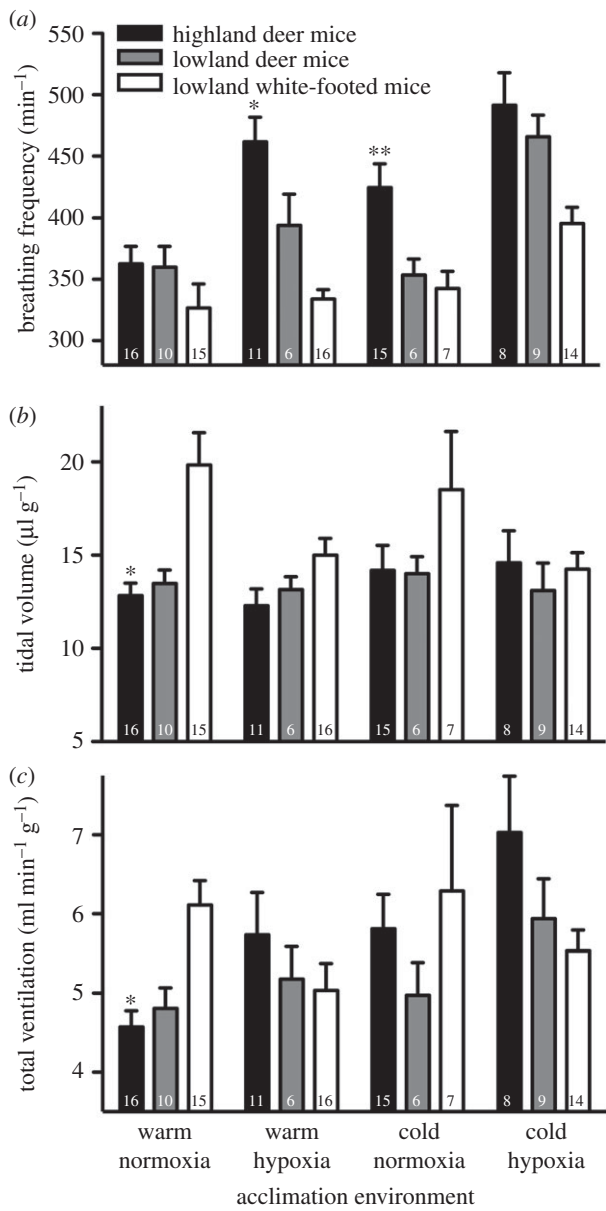 (a)
550
500
450
400
350
300
breathing frequency (min⁻¹)
highland deer mice
lowland deer mice
lowland white-footed mice
*
**
16 10 15 11 6 16 15 6 7 8 9 14
(b)
20
15
10
5
tidal volume (µl g⁻¹)
*
16 10 15 11 6 16 15 6 7 8 9 14
(c)
7
6
5
4
total ventilation (ml min⁻¹ g⁻¹)
*
16 10 15 11 6 16 15 6 7 8 9 14
warm normoxia
warm hypoxia
cold normoxia
cold hypoxia
acclimation environment